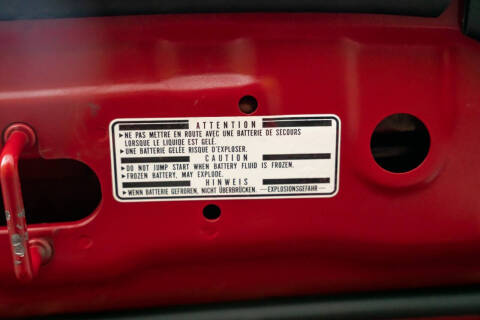 ATTENTION
▶NE PAS METTRE EN ROUTE AVEC UNE BATTERIE DE SECOURS
LORSQUE LE LIQUIDE EST GELÉ.
▶UNE BATTERIE GELÉE RISQUE D'EXPLOSER.
CAUTION
▶DO NOT JUMP START WHEN BATTERY FLUID IS FROZEN.
▶FROZEN BATTERY, MAY EXPLODE.
HINWEIS
▶WENN BATTERIE GEFROREN, NICHT ÜBERBRÜCKEN. —EXPLOSIONSGEFAHR—